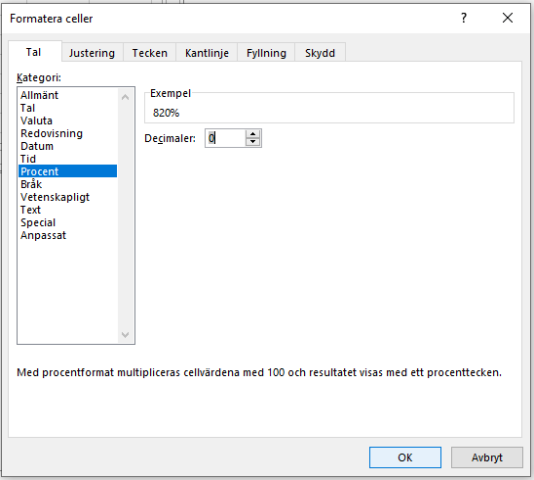 Formatera celler
?
Tal Justering Tecken Kantlinje Fyllning Skydd
Kategori:
Allmänt
Tal
Valuta
Redovisning
Datum
Tid
Procent
Bråk
Vetenskapligt
Text
Special
Anpassat
Exempel
820%
Decimaler: 0
Med procentformat multipliceras cellvärdena med 100 och resultatet visas med ett procenttecken.
OK Avbryt